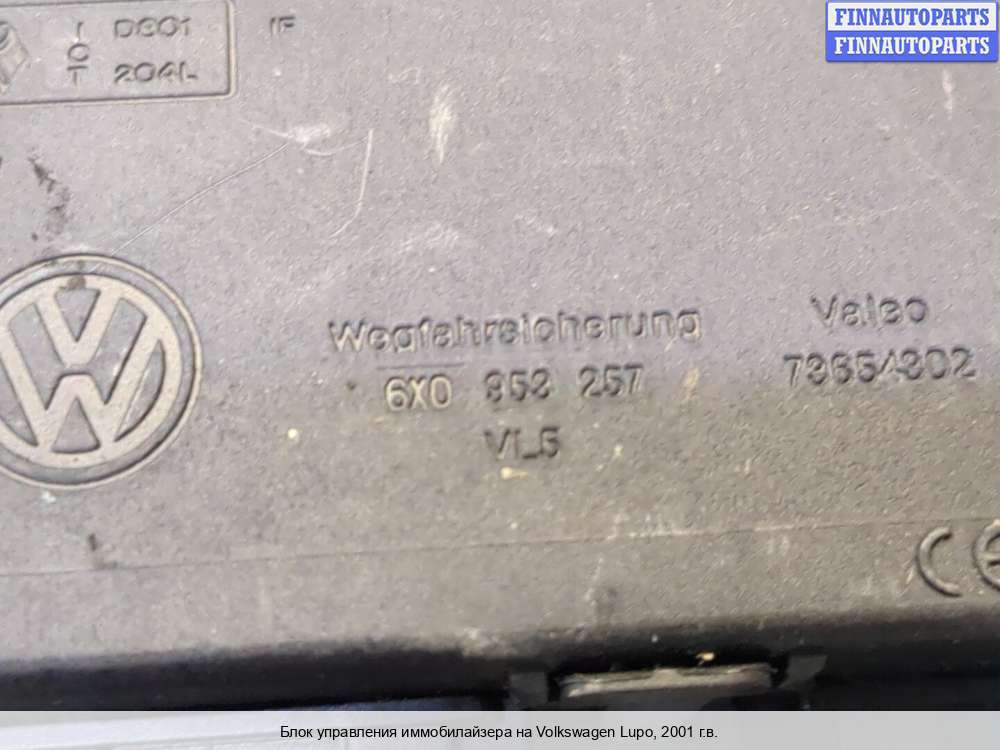 FINNAUTOPARTS
FINNAUTOPARTS
I D301 IF
C
T 204L
Wegfahrsicherung
6X0 953 257
VL5
Valeo
73654302
CE
Блок управления иммобилайзера на Volkswagen Lupo, 2001 г.в.